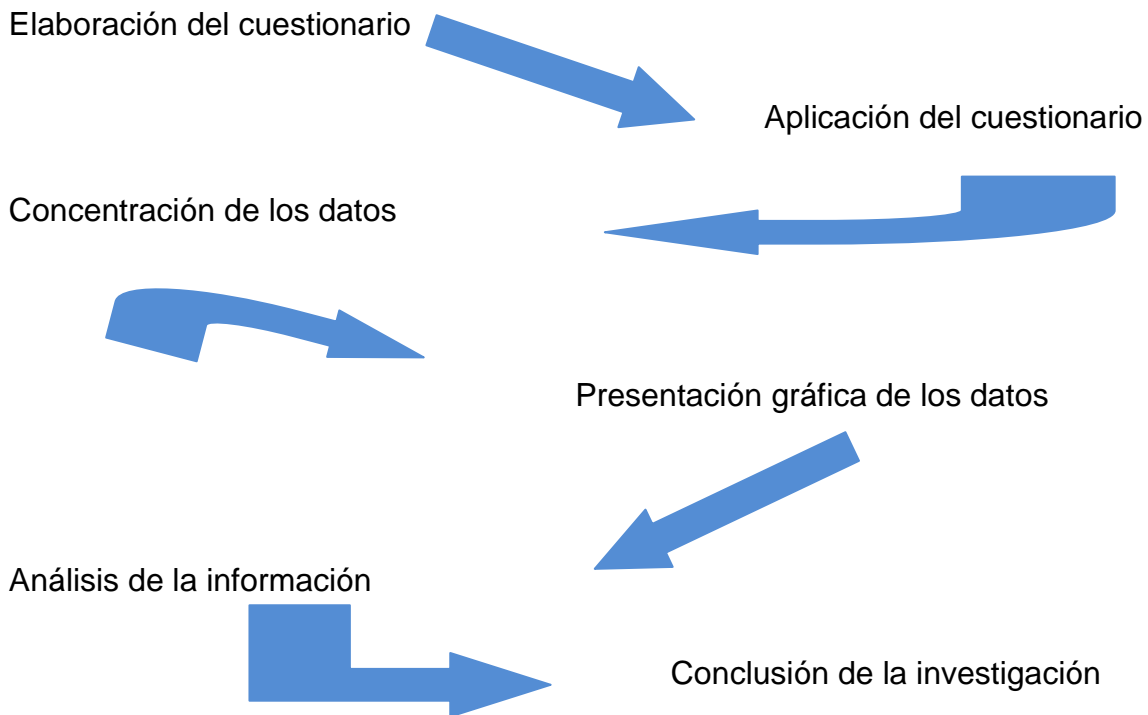 Elaboración del cuestionario
Aplicación del cuestionario
Concentración de los datos
Presentación gráfica de los datos
Análisis de la información
Conclusión de la investigación